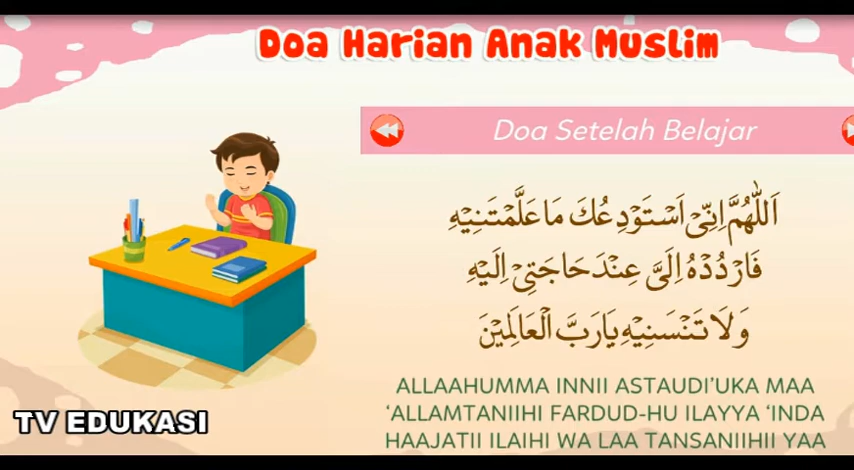 Doa Harian Anak Muslim
Doa Setelah Belajar
اَللّٰهُمَّ اِنِّىْ اَسْتَوْدِعُكَ مَا عَلَّمْتَنِيْهِ
فَارْدُدْهُ اِلَىَّ عِنْدَ حَاجَتِىْ اِلَيْهِ
وَلَا تَنْسَنِيْهِ يَارَبَّ الْعَالَمِيْنَ
ALLAAHUMMA INNII ASTAUDI'UKA MAA
'ALLAMTANIIHI FARDUD-HU ILAYYA 'INDA
HAAJATII ILAIHI WA LAA TANSANIIHII YAA
TV EDUKASI